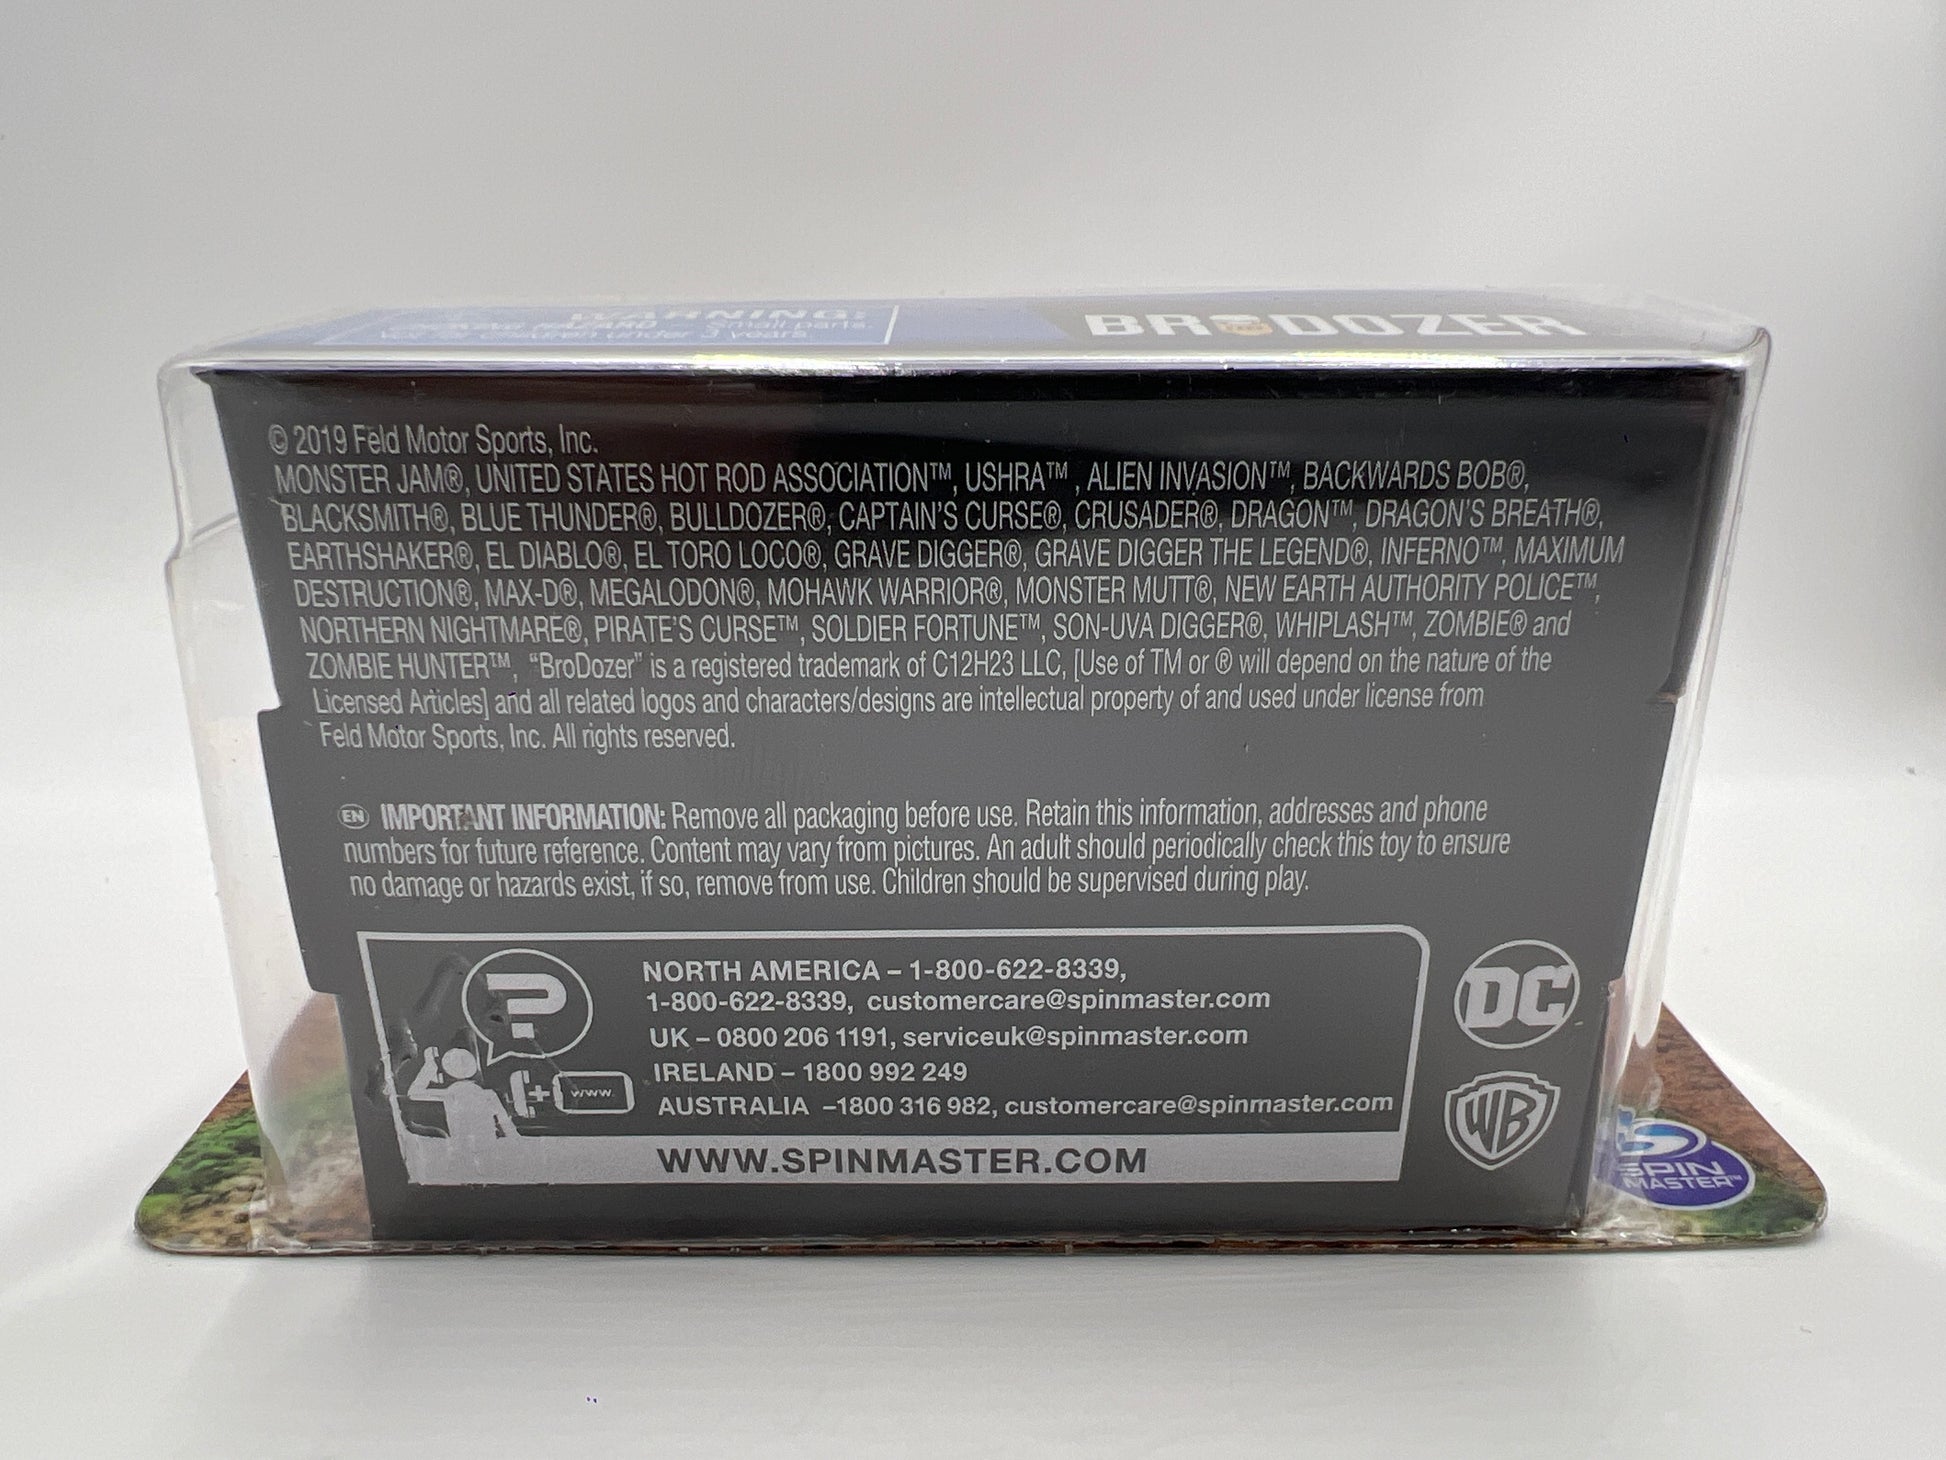 WARNING:
CHOKING HAZARD — Small parts.
Not for children under 3 years.
BRODOZER
© 2019 Feld Motor Sports, Inc.
MONSTER JAM®, UNITED STATES HOT ROD ASSOCIATION™, USHRA™ , ALIEN INVASION™, BACKWARDS BOB®,
BLACKSMITH®, BLUE THUNDER®, BULLDOZER®, CAPTAIN'S CURSE®, CRUSADER®, DRAGON™, DRAGON'S BREATH®,
EARTHSHAKER®, EL DIABLO®, EL TORO LOCO®, GRAVE DIGGER®, GRAVE DIGGER THE LEGEND®, INFERNO™, MAXIMUM
DESTRUCTION®, MAX-D®, MEGALODON®, MOHAWK WARRIOR®, MONSTER MUTT®, NEW EARTH AUTHORITY POLICE™,
NORTHERN NIGHTMARE®, PIRATE'S CURSE™, SOLDIER FORTUNE™, SON-UVA DIGGER®, WHIPLASH™, ZOMBIE® and
ZOMBIE HUNTER™, “BroDozer” is a registered trademark of C12H23 LLC, [Use of TM or ® will depend on the nature of the
Licensed Articles] and all related logos and characters/designs are intellectual property of and used under license from
Feld Motor Sports, Inc. All rights reserved.
EN IMPORTANT INFORMATION: Remove all packaging before use. Retain this information, addresses and phone
numbers for future reference. Content may vary from pictures. An adult should periodically check this toy to ensure
no damage or hazards exist, if so, remove from use. Children should be supervised during play.
NORTH AMERICA – 1-800-622-8339,
1-800-622-8339, customercare@spinmaster.com
UK – 0800 206 1191, serviceuk@spinmaster.com
IRELAND – 1800 992 249
AUSTRALIA –1800 316 982, customercare@spinmaster.com
?
www.
WWW.SPINMASTER.COM
DC
WB
SPIN
MASTER™